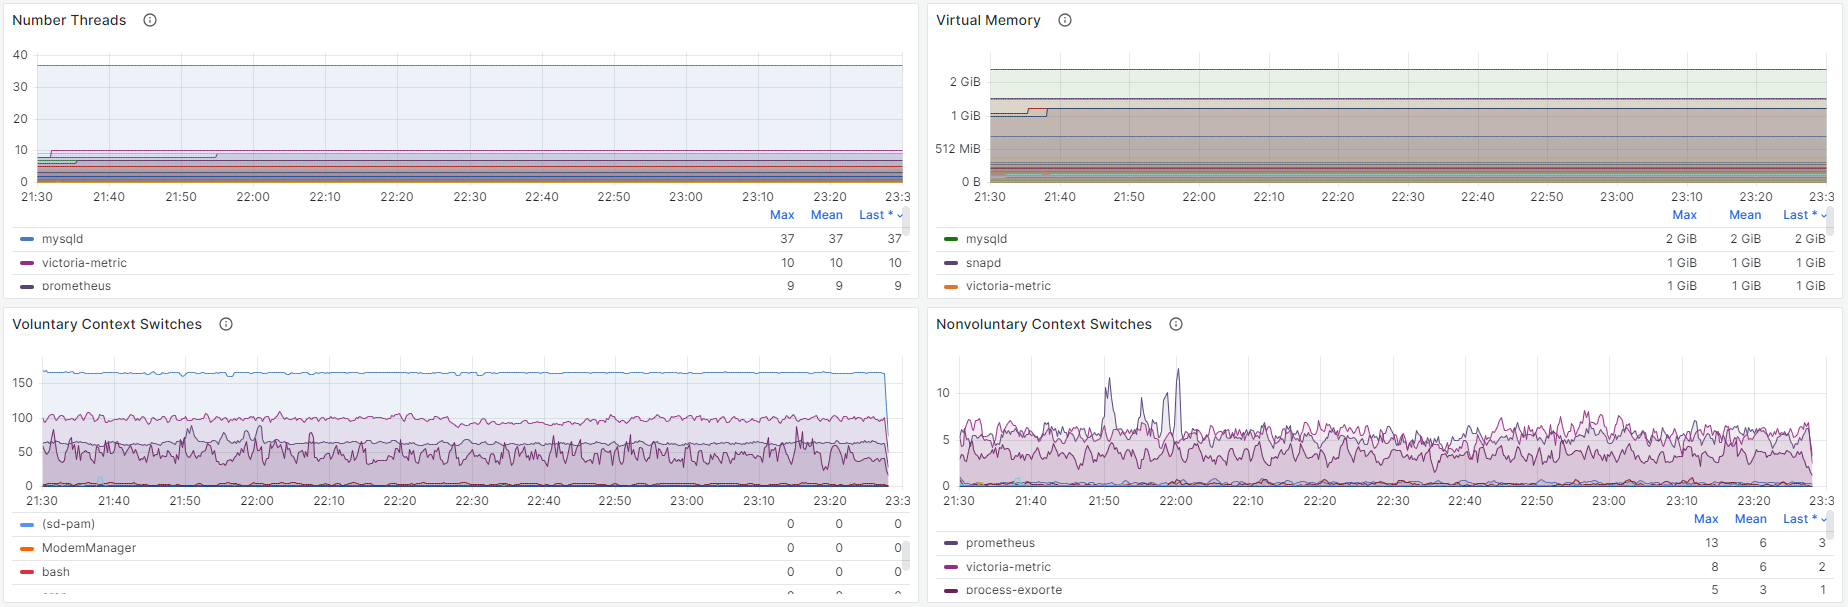 Number Threads
40
30
20
10
0
21:30 21:40 21:50 22:00 22:10 22:20 22:30 22:40 22:50 23:00 23:10 23:20 23:3
Max Mean Last *
mysqld 37 37 37
victoria-metric 10 10 10
prometheus 9 9 9
Virtual Memory
2 GiB
1 GiB
512 MiB
0 B
21:30 21:40 21:50 22:00 22:10 22:20 22:30 22:40 22:50 23:00 23:10 23:20 23:3
Max Mean Last *
mysqld 2 GiB 2 GiB 2 GiB
snapd 1 GiB 1 GiB 1 GiB
victoria-metric 1 GiB 1 GiB 1 GiB
Voluntary Context Switches
150
100
50
0
21:30 21:40 21:50 22:00 22:10 22:20 22:30 22:40 22:50 23:00 23:10 23:20 23:3
(sd-pam) 0 0 0
ModemManager 0 0 0
bash 0 0 0
Nonvoluntary Context Switches
10
5
0
21:30 21:40 21:50 22:00 22:10 22:20 22:30 22:40 22:50 23:00 23:10 23:20 23:3
Max Mean Last *
prometheus 13 6 3
victoria-metric 8 6 2
process-exporte 5 3 1